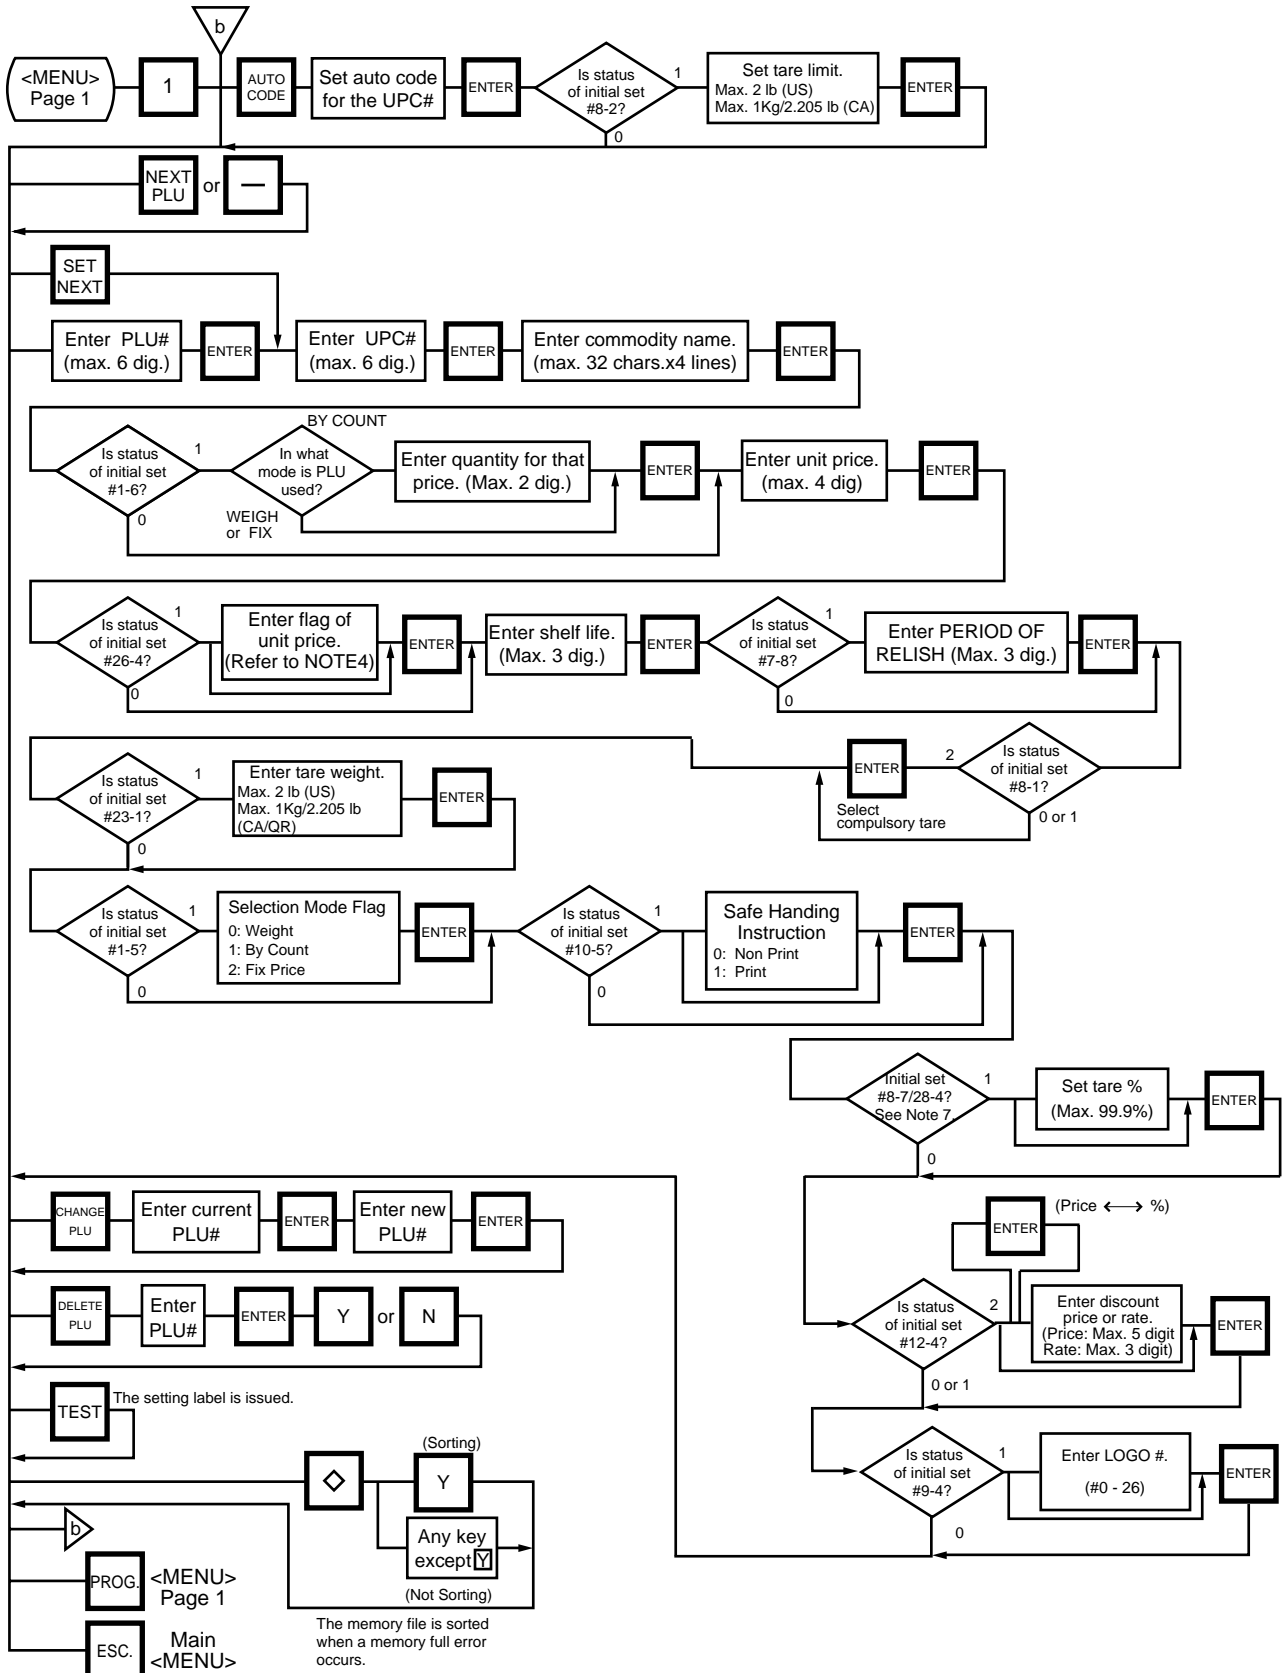 b
<MENU>
Page 1
1
AUTO
CODE
Set auto code
for the UPC#
ENTER
Is status
of initial set
#8-2?
1
0
Set tare limit.
Max. 2 lb (US)
Max. 1Kg/2.205 lb (CA)
ENTER
NEXT
PLU
or
—
SET
NEXT
Enter PLU#
(max. 6 dig.)
ENTER
Enter UPC#
(max. 6 dig.)
ENTER
Enter commodity name.
(max. 32 chars.x4 lines)
ENTER
Is status
of initial set
#1-6?
1
0
BY COUNT
In what
mode is PLU
used?
WEIGH
or FIX
Enter quantity for that
price. (Max. 2 dig.)
ENTER
Enter unit price.
(max. 4 dig)
ENTER
Is status
of initial set
#26-4?
1
0
Enter flag of
unit price.
(Refer to NOTE4)
ENTER
Enter shelf life.
(Max. 3 dig.)
ENTER
Is status
of initial set
#7-8?
1
0
Enter PERIOD OF
RELISH (Max. 3 dig.)
ENTER
Is status
of initial set
#8-1?
2
0 or 1
ENTER
Select
compulsory tare
Is status
of initial set
#23-1?
1
0
Enter tare weight.
Max. 2 lb (US)
Max. 1Kg/2.205 lb
(CA/QR)
ENTER
Is status
of initial set
#1-5?
1
0
Selection Mode Flag
0: Weight
1: By Count
2: Fix Price
ENTER
Is status
of initial set
#10-5?
1
0
Safe Handing
Instruction
0: Non Print
1: Print
ENTER
Initial set
#8-7/28-4?
See Note 7.
1
0
Set tare %
(Max. 99.9%)
ENTER
CHANGE
PLU
Enter current
PLU#
ENTER
Enter new
PLU#
ENTER
ENTER
(Price ⟷ %)
Is status
of initial set
#12-4?
2
0 or 1
Enter discount
price or rate.
(Price: Max. 5 digit
Rate: Max. 3 digit)
ENTER
DELETE
PLU
Enter
PLU#
ENTER
Y
or
N
TEST
The setting label is issued.
Is status
of initial set
#9-4?
1
0
Enter LOGO #.
(#0 - 26)
ENTER
(Sorting)
Y
Any key
except Y
(Not Sorting)
b
PROG.
<MENU>
Page 1
The memory file is sorted
when a memory full error
occurs.
ESC.
Main
<MENU>